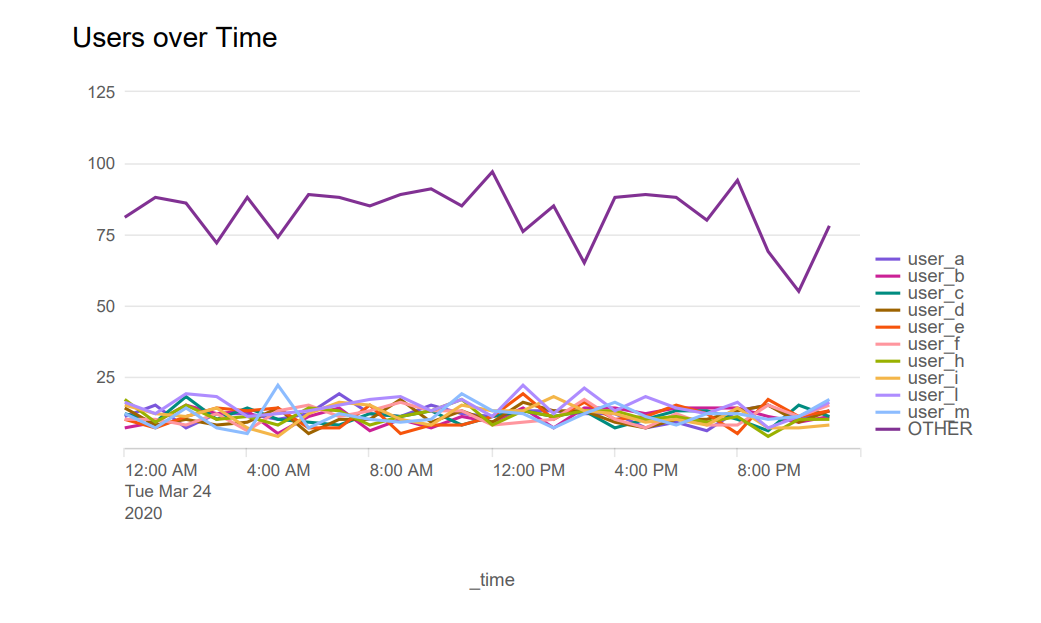 Users over Time
125
100
75
50
25
user_a
user_b
user_c
user_d
user_e
user_f
user_h
user_i
user_l
user_m
OTHER
12:00 AM 4:00 AM 8:00 AM 12:00 PM 4:00 PM 8:00 PM
Tue Mar 24
2020
_time